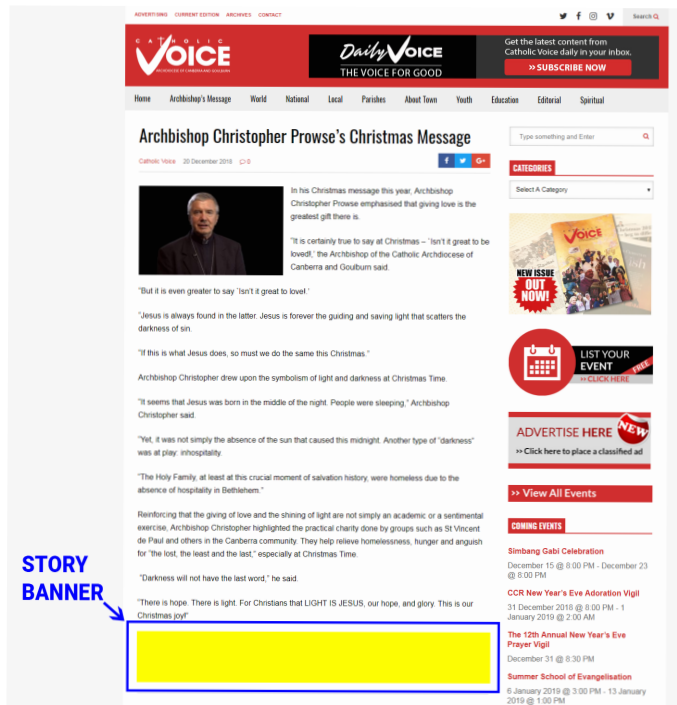 ADVERTISING CURRENT EDITION ARCHIVES CONTACT
Search
CATHOLIC
VOICE
Daily VOICE
THE VOICE FOR GOOD
Get the latest content from
Catholic Voice daily in your inbox.
>> SUBSCRIBE NOW
Home Archbishop's Message World National Local Parishes About Town Youth Education Editorial Spiritual
Archbishop Christopher Prowse's Christmas Message
Catholic Voice 20 December 2018 0
In his Christmas message this year, Archbishop
Christopher Prowse emphasised that giving love is the
greatest gift there is.
"It is certainly true to say at Christmas – 'Isn't it great to be
loved!,' the Archbishop of the Catholic Archdiocese of
Canberra and Goulburn said.
"But it is even greater to say 'Isn't it great to love!.'
"Jesus is always found in the latter. Jesus is forever the guiding and saving light that scatters the
darkness of sin.
"If this is what Jesus does, so must we do the same this Christmas."
Archbishop Christopher drew upon the symbolism of light and darkness at Christmas Time.
"It seems that Jesus was born in the middle of the night. People were sleeping," Archbishop
Christopher said.
"Yet, it was not simply the absence of the sun that caused this midnight. Another type of "darkness"
was at play: inhospitality.
"The Holy Family, at least at this crucial moment of salvation history, were homeless due to the
absence of hospitality in Bethlehem."
Reinforcing that the giving of love and the shining of light are not simply an academic or a sentimental
exercise, Archbishop Christopher highlighted the practical charity done by groups such as St Vincent
de Paul and others in the Canberra community. They help relieve homelessness, hunger and anguish
for "the lost, the least and the last," especially at Christmas Time.
"Darkness will not have the last word," he said.
"There is hope. There is light. For Christians that LIGHT IS JESUS, our hope, and glory. This is our
Christmas joy!"
STORY
BANNER
Type something and Enter
CATEGORIES
Select A Category
VOICE
NEW ISSUE
OUT
NOW!
LIST YOUR
EVENT
FREE
>> CLICK HERE
ADVERTISE HERE
NEW
>> Click here to place a classified ad
>> View All Events
COMING EVENTS
Simbang Gabi Celebration
December 15 @ 8:00 PM - December 23
@ 8:00 PM
CCR New Year's Eve Adoration Vigil
31 December 2018 @ 8:00 PM - 1
January 2019 @ 2:00 AM
The 12th Annual New Year's Eve
Prayer Vigil
December 31 @ 8:30 PM
Summer School of Evangelisation
6 January 2019 @ 3:00 PM - 13 January
2019 @ 1:00 PM